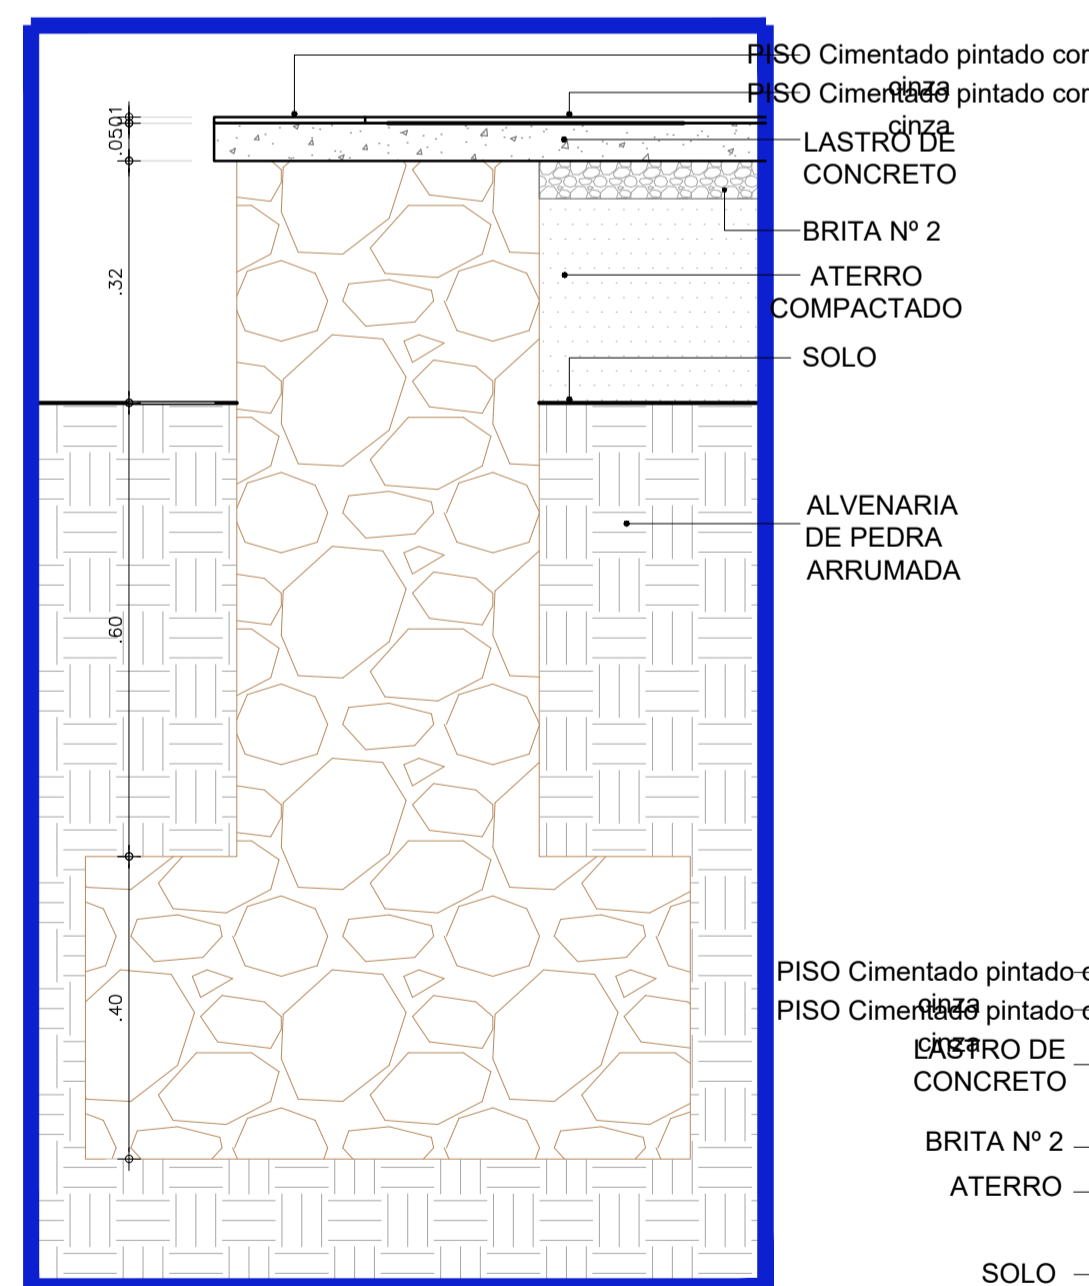 PISO Cimentado pintado cor
cinza
PISO Cimentado pintado cor
cinza
LASTRO DE
CONCRETO
BRITA Nº 2
ATERRO
COMPACTADO
SOLO
ALVENARIA
DE PEDRA
ARRUMADA
.01
.05
.32
.60
.40
PISO Cimentado pintado c
cinza
PISO Cimentado pintado c
cinza
LASTRO DE
CONCRETO
BRITA Nº 2
ATERRO
SOLO